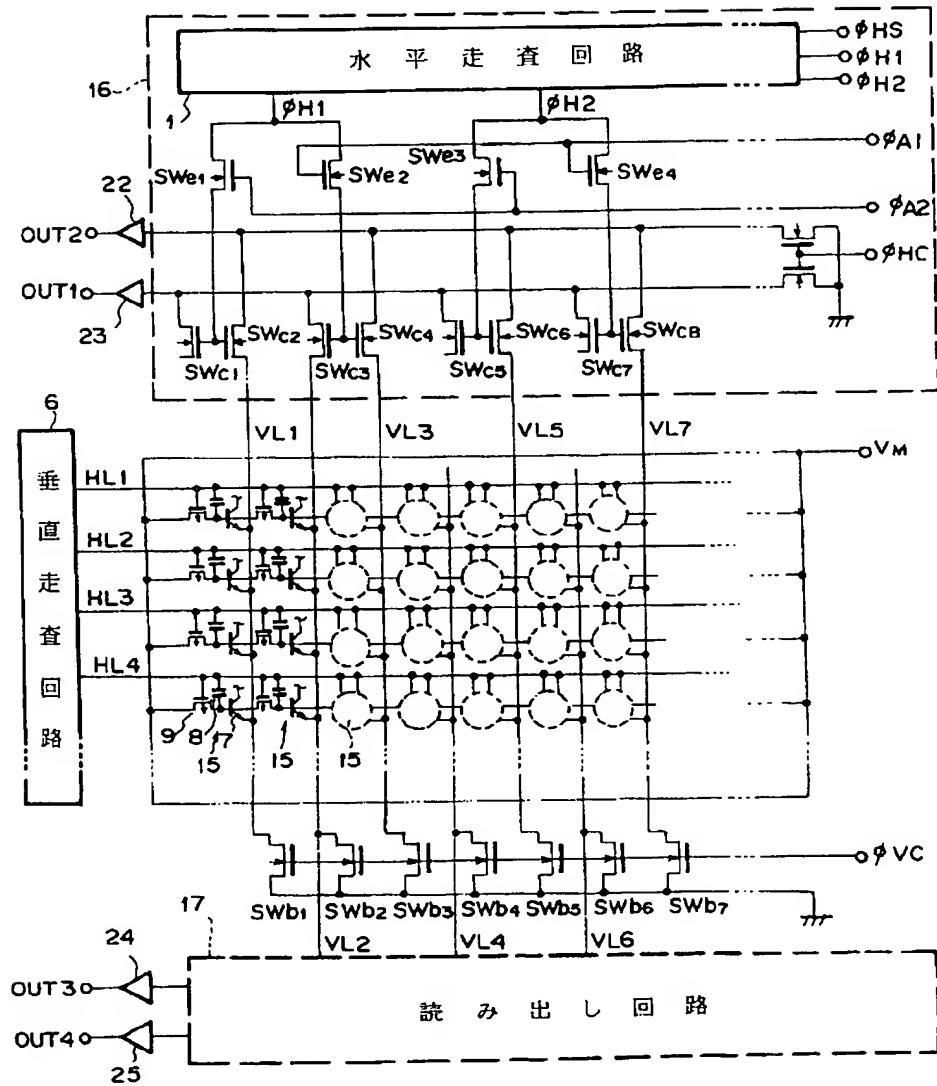 水平走査回路
φHS
φH1
φH2
16
1
φH1
φH2
φA1
SWe1
SWe2
SWe3
SWe4
φA2
22
OUT2
φHC
OUT1
23
SWc1
SWc2
SWc3
SWc4
SWc5
SWc6
SWc7
SWc8
6
VL1
VL3
VL5
VL7
VM
垂直走査回路
HL1
HL2
HL3
HL4
9
8
7
15
15
15
φVC
SWb1
SWb2
SWb3
SWb4
SWb5
SWb6
SWb7
17
VL2
VL4
VL6
24
OUT3
読み出し回路
OUT4
25